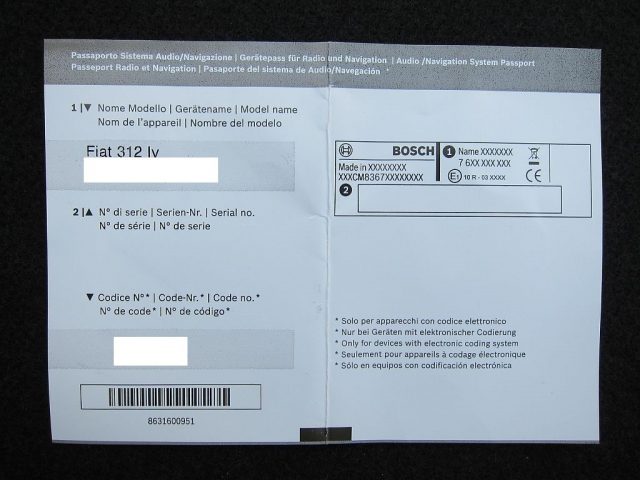 Passaporto Sistema Audio/Navigazione | Gerätepass für Radio und Navigation | Audio /Navigation System Passport
Passeport Radio et Navigation | Pasaporte del sistema de Audio/Navegación *
1 |▼ Nome Modello | Gerätename | Model name
Nom de l'appareil | Nombre del modelo
Fiat 312 lv
2 |▲ N° di serie | Serien-Nr. | Serial no.
N° de série | N° de serie
▼ Codice N°* | Code-Nr.* | Code no.*
N° de code* | N° de código*
8631600951
BOSCH
Made in XXXXXXXX
XXXCM8367XXXXXXXX
1 Name XXXXXXX
7 6XX XXX XXX
E1 10 R - 03 XXXX
CE
2
* Solo per apparecchi con codice elettronico
* Nur bei Geräten mit elektronischer Codierung
* Only for devices with electronic coding system
* Seulement pour appareils à codage électronique
* Sólo en equipos con codificación electrónica